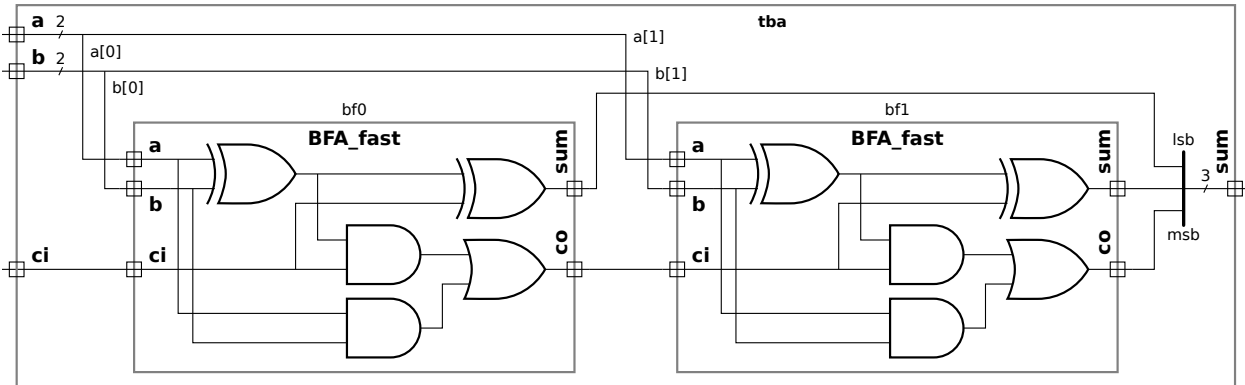 tba
a 2
a[0]
a[1]
b 2
b[0]
b[1]
bf0
BFA_fast
a
b
ci
sum
co
bf1
BFA_fast
a
b
ci
sum
co
ci
lsb
msb
3
sum